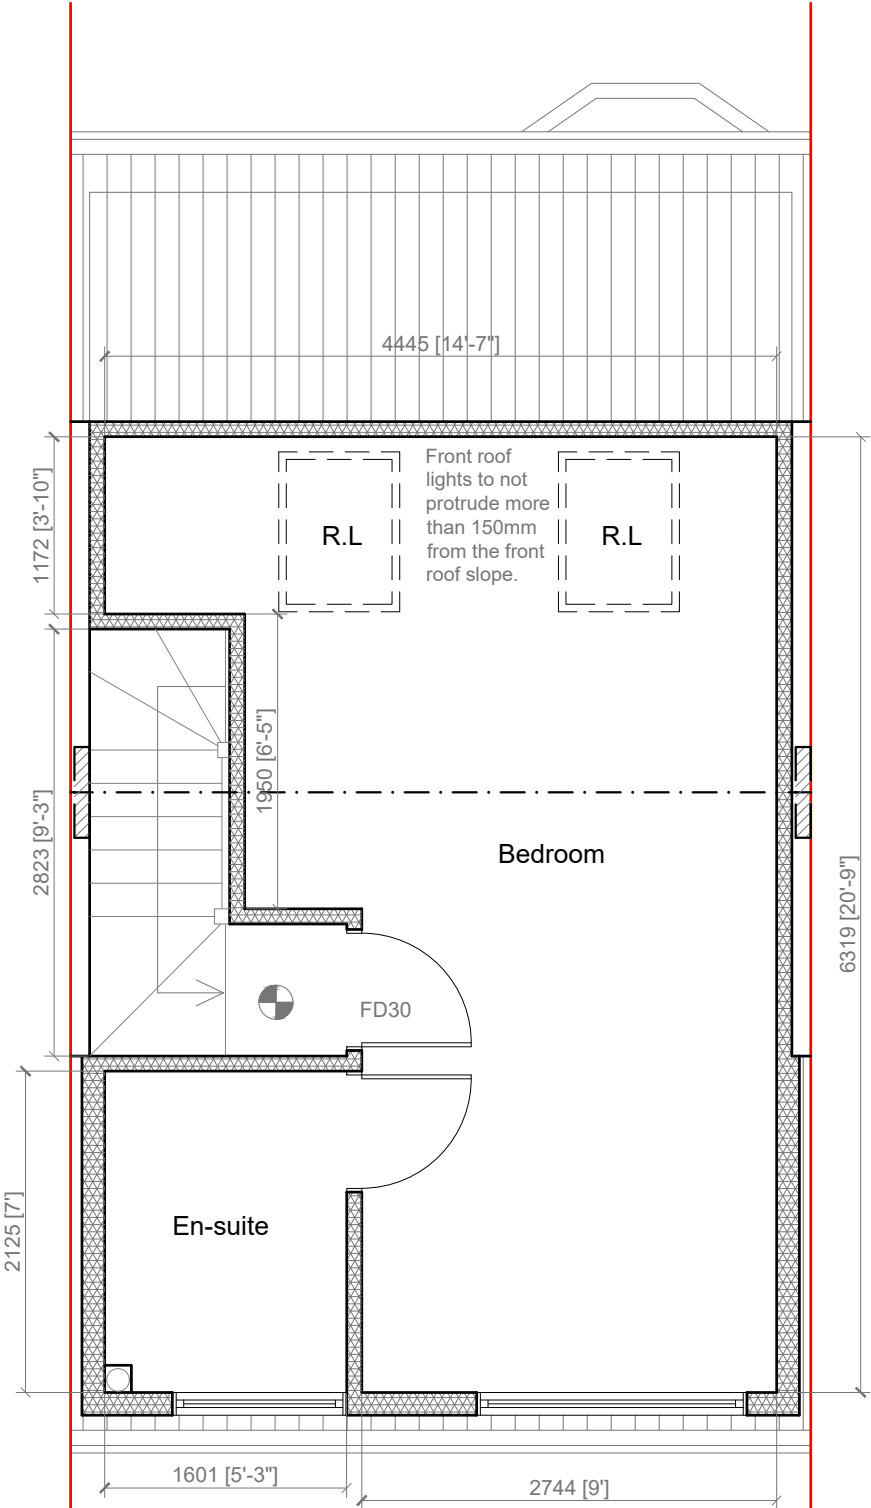 4445 [14'-7"]
1172 [3'-10"]
Front roof
lights to not
protrude more
than 150mm
from the front
roof slope.
R.L
R.L
1950 [6'-5"]
2823 [9'-3"]
Bedroom
6319 [20'-9"]
FD30
2125 [7']
En-suite
1601 [5'-3"]
2744 [9']